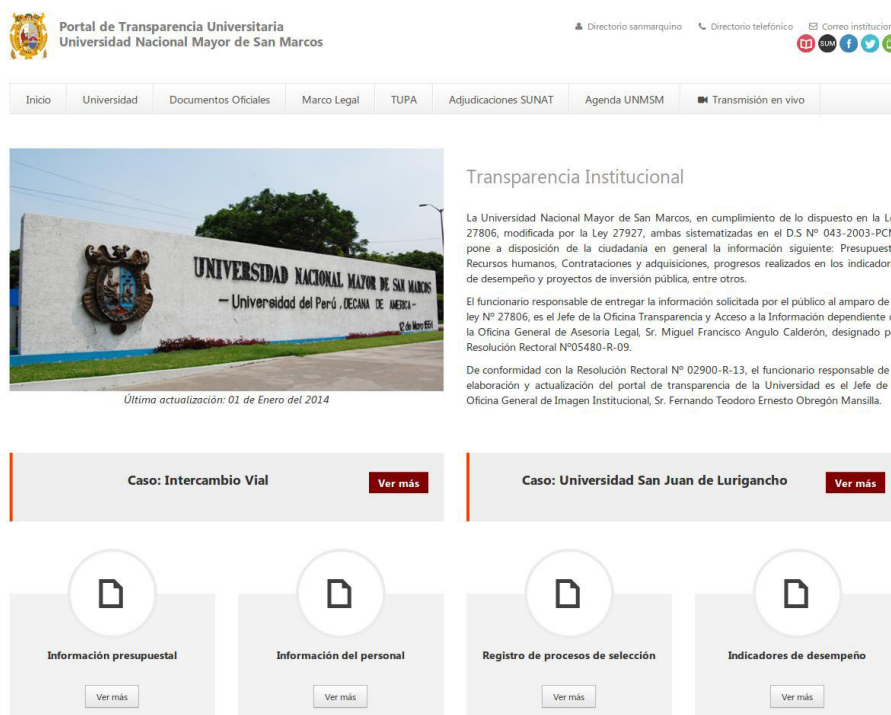 Portal de Transparencia Universitaria
Universidad Nacional Mayor de San Marcos
Directorio sanmarquino
Directorio telefónico
Correo institucion
SUM
Inicio
Universidad
Documentos Oficiales
Marco Legal
TUPA
Adjudicaciones SUNAT
Agenda UNMSM
Transmisión en vivo
UNIVERSIDAD NACIONAL MAYOR DE SAN MARCOS
— Universidad del Perú, DECANA DE AMERICA —
12 de Mayo 1551
Última actualización: 01 de Enero del 2014
Transparencia Institucional
La Universidad Nacional Mayor de San Marcos, en cumplimiento de lo dispuesto en la Le
27806, modificada por la Ley 27927, ambas sistematizadas en el D.S Nº 043-2003-PCM
pone a disposición de la ciudadania en general la información siguiente: Presupuest
Recursos humanos, Contrataciones y adquisiciones, progresos realizados en los indicador
de desempeño y proyectos de inversión pública, entre otros.
El funcionario responsable de entregar la información solicitada por el público al amparo de
ley Nº 27806, es el Jefe de la Oficina Transparencia y Acceso a la Información dependiente d
la Oficina General de Asesoría Legal, Sr. Miguel Francisco Angulo Calderón, designado p
Resolución Rectoral Nº05480-R-09.
De conformidad con la Resolución Rectoral Nº 02900-R-13, el funcionario responsable de
elaboración y actualización del portal de transparencia de la Universidad es el Jefe de
Oficina General de Imagen Institucional, Sr. Fernando Teodoro Ernesto Obregón Mansilla.
Caso: Intercambio Vial
Ver más
Caso: Universidad San Juan de Lurigancho
Ver más
Información presupuestal
Ver más
Información del personal
Ver más
Registro de procesos de selección
Ver más
Indicadores de desempeño
Ver más